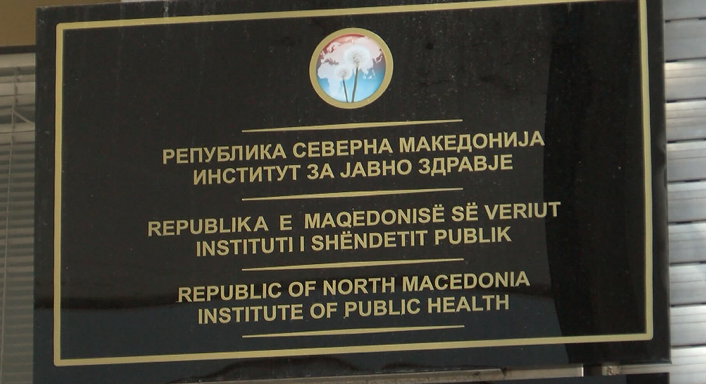 РЕПУБЛИКА СЕВЕРНА МАКЕДОНИЈА
ИНСТИТУТ ЗА ЈАВНО ЗДРАВЈЕ
REPUBLIKA E MAQEDONISË SË VERIUT
INSTITUTI I SHËNDETIT PUBLIK
REPUBLIC OF NORTH MACEDONIA
INSTITUTE OF PUBLIC HEALTH